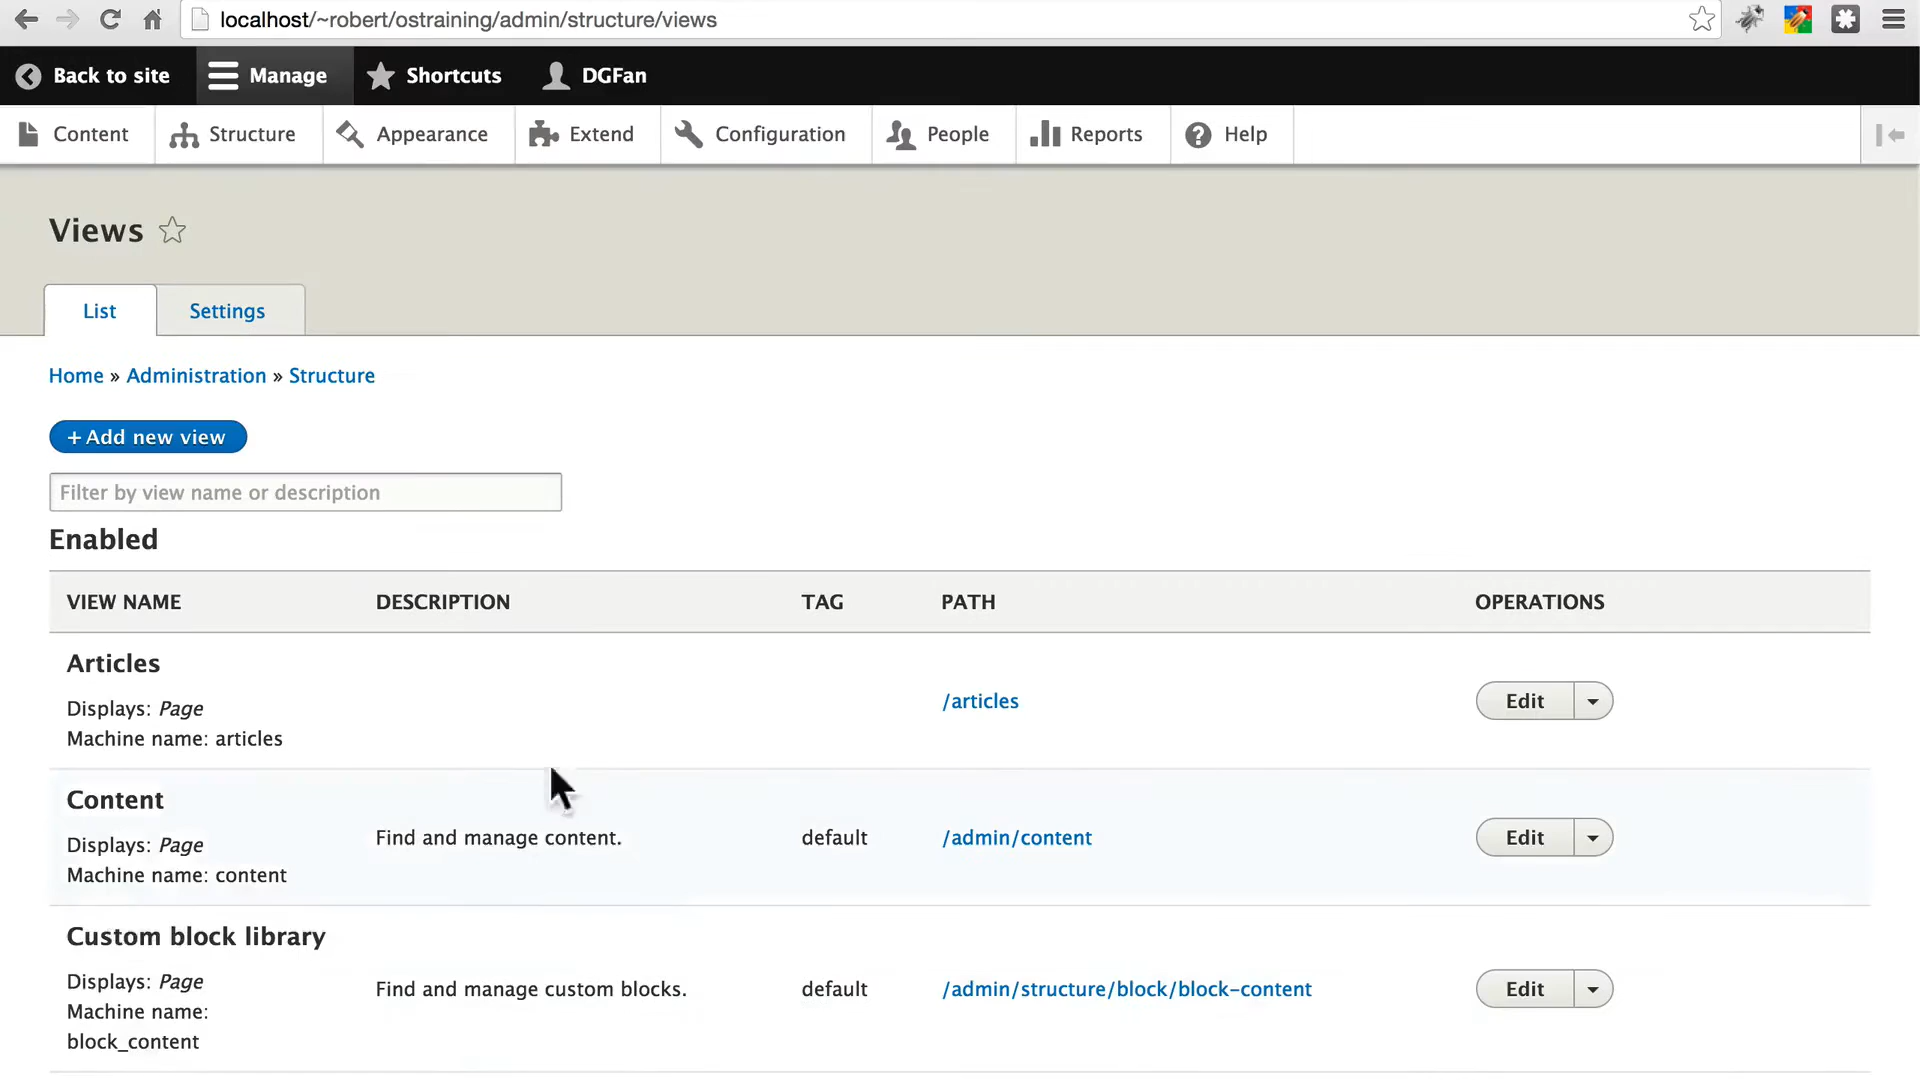 localhost/~robert/ostraining/admin/structure/views
Back to site Manage Shortcuts DGFan
Content Structure Appearance Extend Configuration People Reports Help
Views
List Settings
Home » Administration » Structure
+ Add new view
Filter by view name or description
Enabled
VIEW NAME DESCRIPTION TAG PATH OPERATIONS
Articles
Displays: Page
Machine name: articles
/articles Edit
Content
Displays: Page
Machine name: content
Find and manage content. default /admin/content Edit
Custom block library
Displays: Page
Machine name:
block_content
Find and manage custom blocks. default /admin/structure/block/block-content Edit